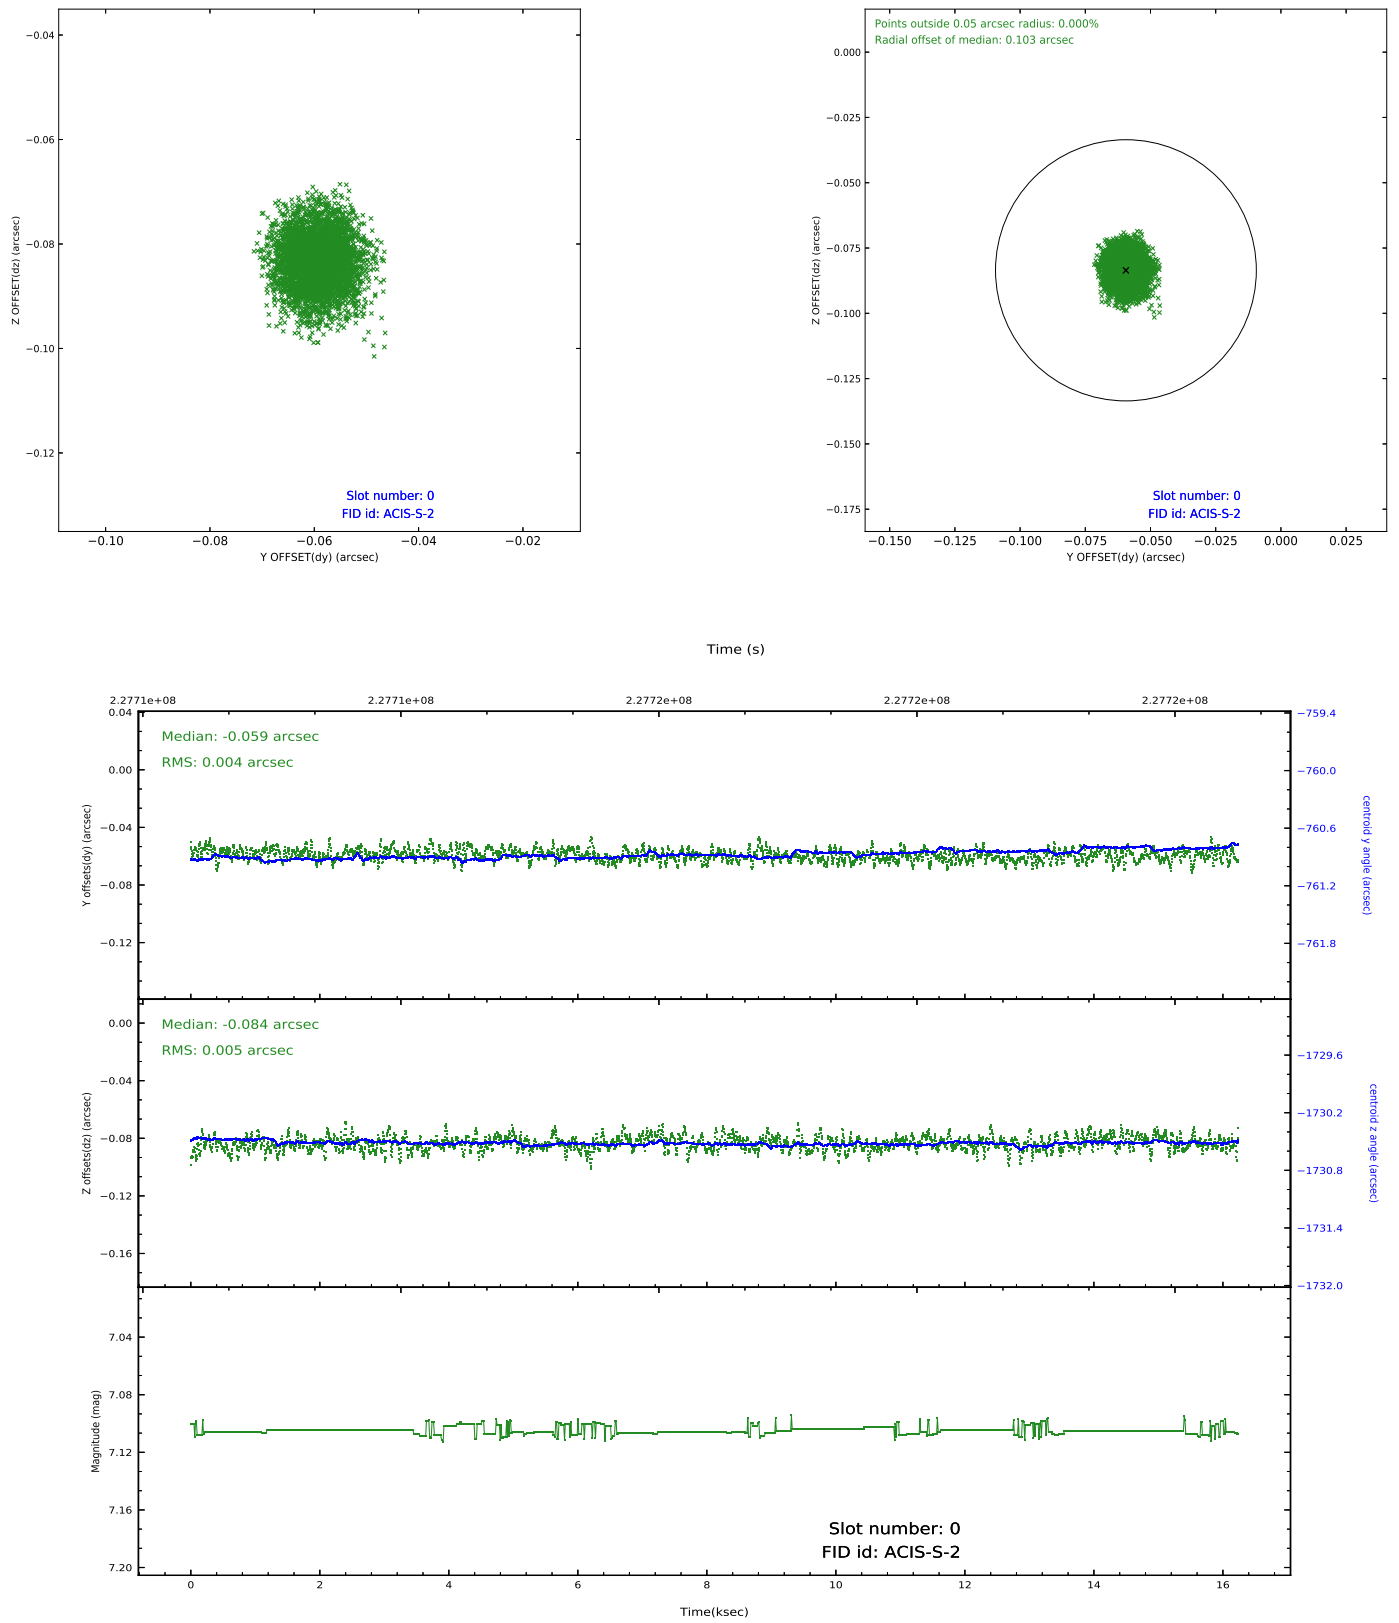 −0.04
−0.06
−0.08
−0.10
−0.12
Z OFFSET(dz) (arcsec)
Slot number: 0
FID id: ACIS-S-2
−0.10
−0.08
−0.06
−0.04
−0.02
Y OFFSET(dy) (arcsec)
Points outside 0.05 arcsec radius: 0.000%
Radial offset of median: 0.103 arcsec
0.000
−0.025
−0.050
−0.075
−0.100
−0.125
−0.150
−0.175
Z OFFSET(dz) (arcsec)
Slot number: 0
FID id: ACIS-S-2
−0.150
−0.125
−0.100
−0.075
−0.050
−0.025
0.000
0.025
Y OFFSET(dy) (arcsec)
Time (s)
2.2771e+08
2.2771e+08
2.2772e+08
2.2772e+08
2.2772e+08
Median: -0.059 arcsec
RMS: 0.004 arcsec
0.04
0.00
−0.04
−0.08
−0.12
Y offsets(dy) (arcsec)
−759.4
−760.0
−760.6
−761.2
−761.8
centroid y angle (arcsec)
Median: -0.084 arcsec
RMS: 0.005 arcsec
0.00
−0.04
−0.08
−0.12
−0.16
Z offsets(dz) (arcsec)
−1729.6
−1730.2
−1730.8
−1731.4
−1732.0
centroid z angle (arcsec)
7.04
7.08
7.12
7.16
7.20
Magnitude (mag)
Slot number: 0
FID id: ACIS-S-2
0
2
4
6
8
10
12
14
16
Time(ksec)